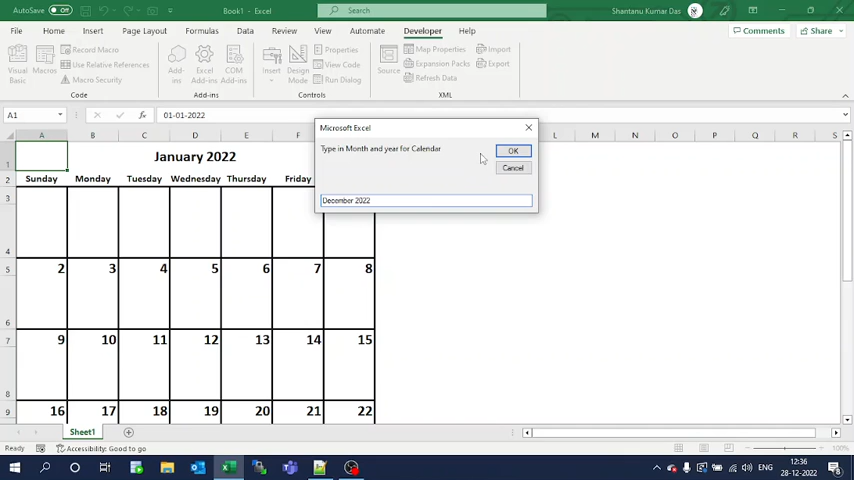 AutoSave Off Book1 - Excel Search Shantanu Kumar Das
File Home Insert Page Layout Formulas Data Review View Automate Developer Help Comments Share
Visual Basic Macros Record Macro Use Relative References Macro Security Add-ins Excel Add-ins COM Add-ins Insert Design Mode Properties View Code Run Dialog Source Map Properties Expansion Packs Refresh Data Import Export
Code Add-ins Controls XML
A1 fx 01-01-2022
A B C D E F L M N O P Q R S
Microsoft Excel
Type in Month and year for Calendar OK
Cancel
December 2022
1 January 2022
2 Sunday Monday Tuesday Wednesday Thursday Friday
3
4
5 2 3 4 5 6 7 8
6
7 9 10 11 12 13 14 15
8
9 16 17 18 19 20 21 22
Sheet1
Ready Accessibility: Good to go 100%
ENG 12:36
28-12-2022